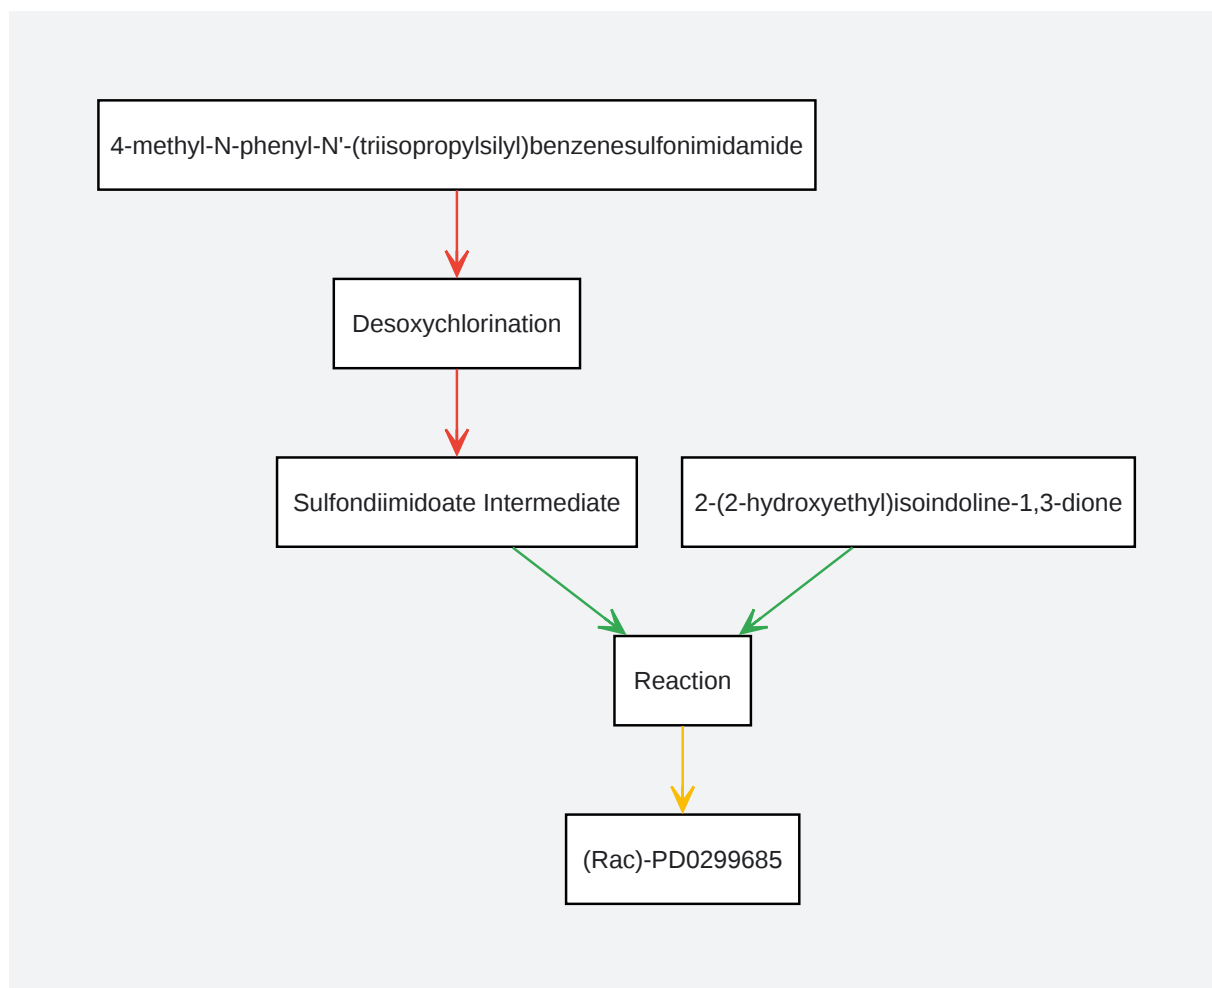 4-methyl-N-phenyl-N'-(triisopropylsilyl)benzenesulfonimidamide
Desoxychlorination
Sulfondiimidoate Intermediate
2-(2-hydroxyethyl)isoindoline-1,3-dione
Reaction
(Rac)-PD0299685